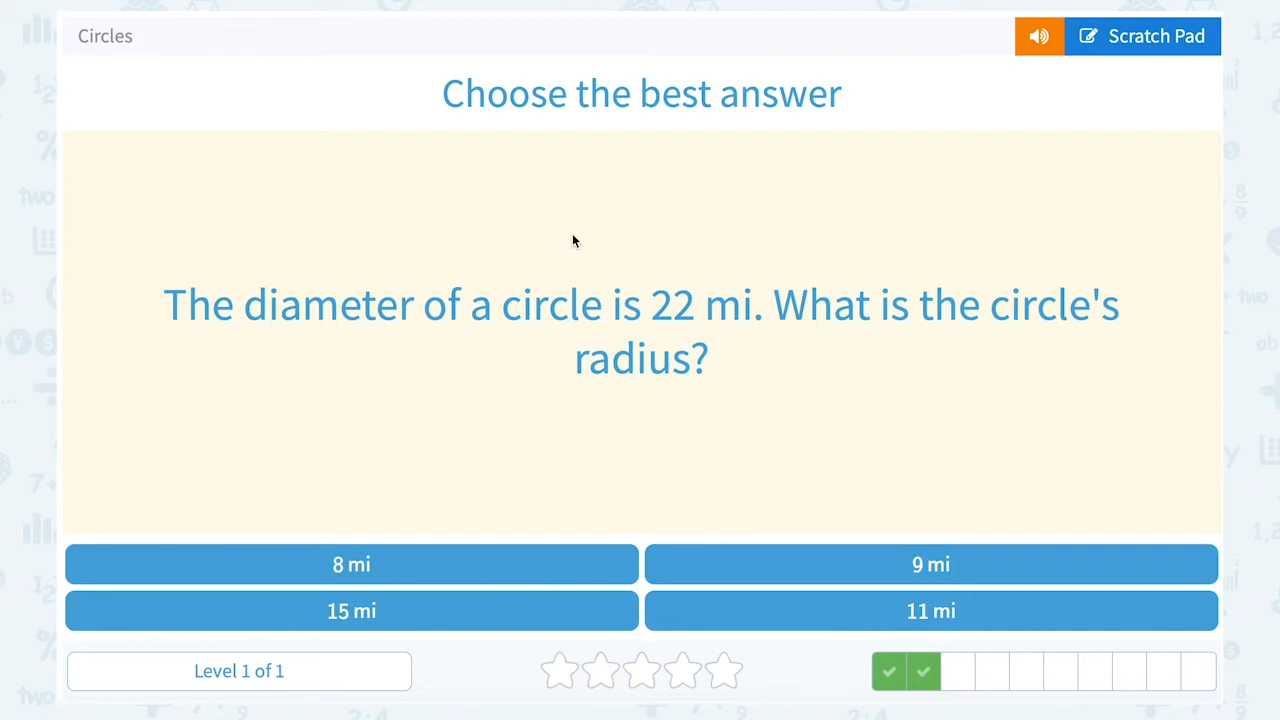 Circles
Scratch Pad
Choose the best answer
The diameter of a circle is 22 mi. What is the circle's
radius?
8 mi
9 mi
15 mi
11 mi
Level 1 of 1